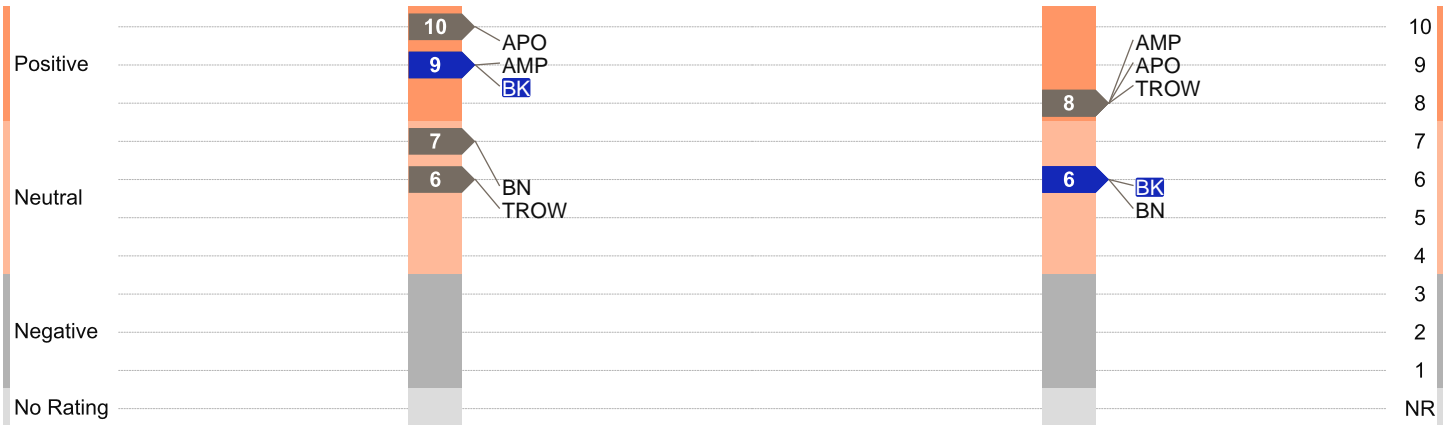 10
10
APO
AMP
Positive
9
AMP
APO
9
BK
TROW
8
8
7
7
6
BN
6
BK
6
Neutral
TROW
BN
5
4
3
Negative
2
1
No Rating
NR